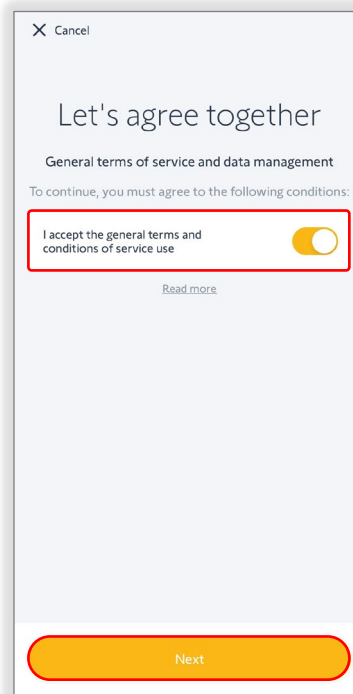 Cancel
Let's agree together
General terms of service and data management
To continue, you must agree to the following conditions:
I accept the general terms and
conditions of service use
Read more
Next